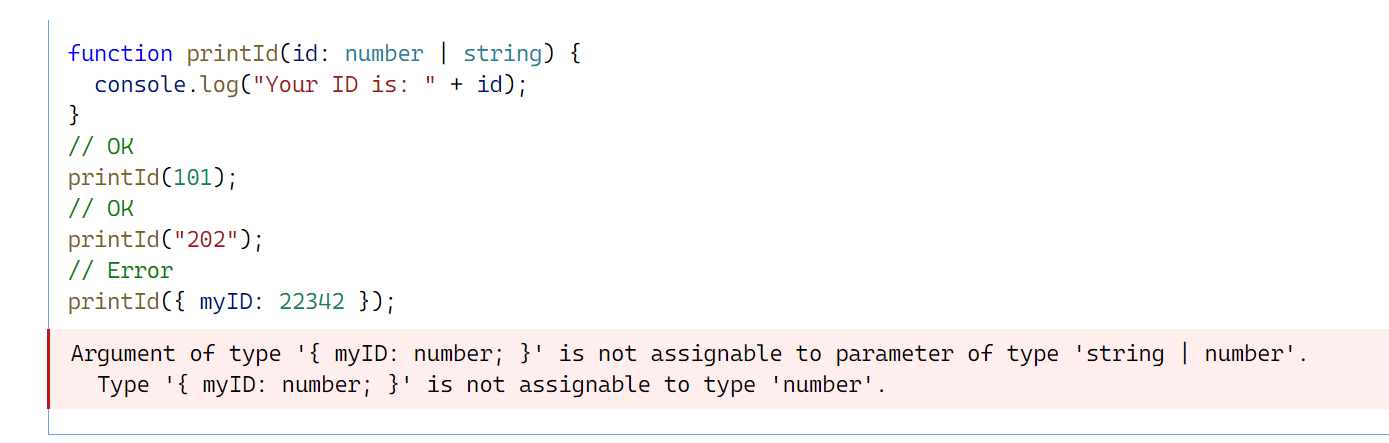 function printId(id: number | string) {
  console.log("Your ID is: " + id);
}
// OK
printId(101);
// OK
printId("202");
// Error
printId({ myID: 22342 });
Argument of type '{ myID: number; }' is not assignable to parameter of type 'string | number'.
  Type '{ myID: number; }' is not assignable to type 'number'.